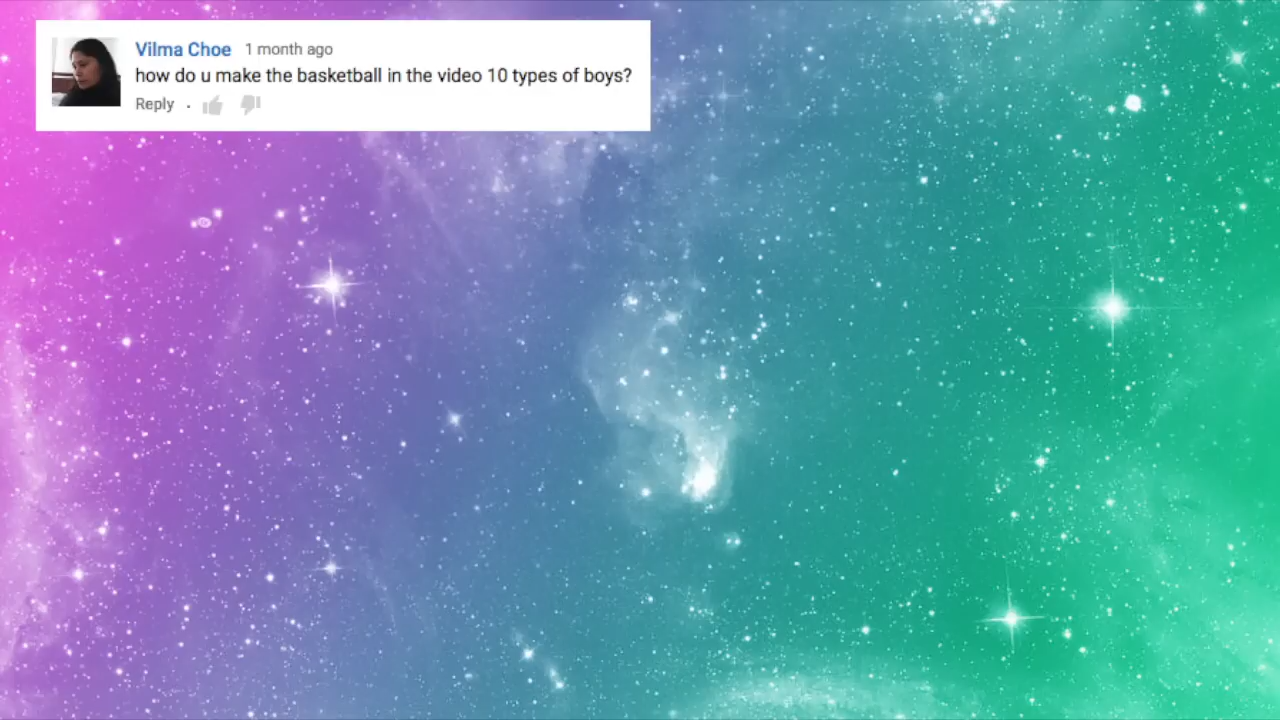 Vilma Choe 1 month ago
how do u make the basketball in the video 10 types of boys?
Reply .